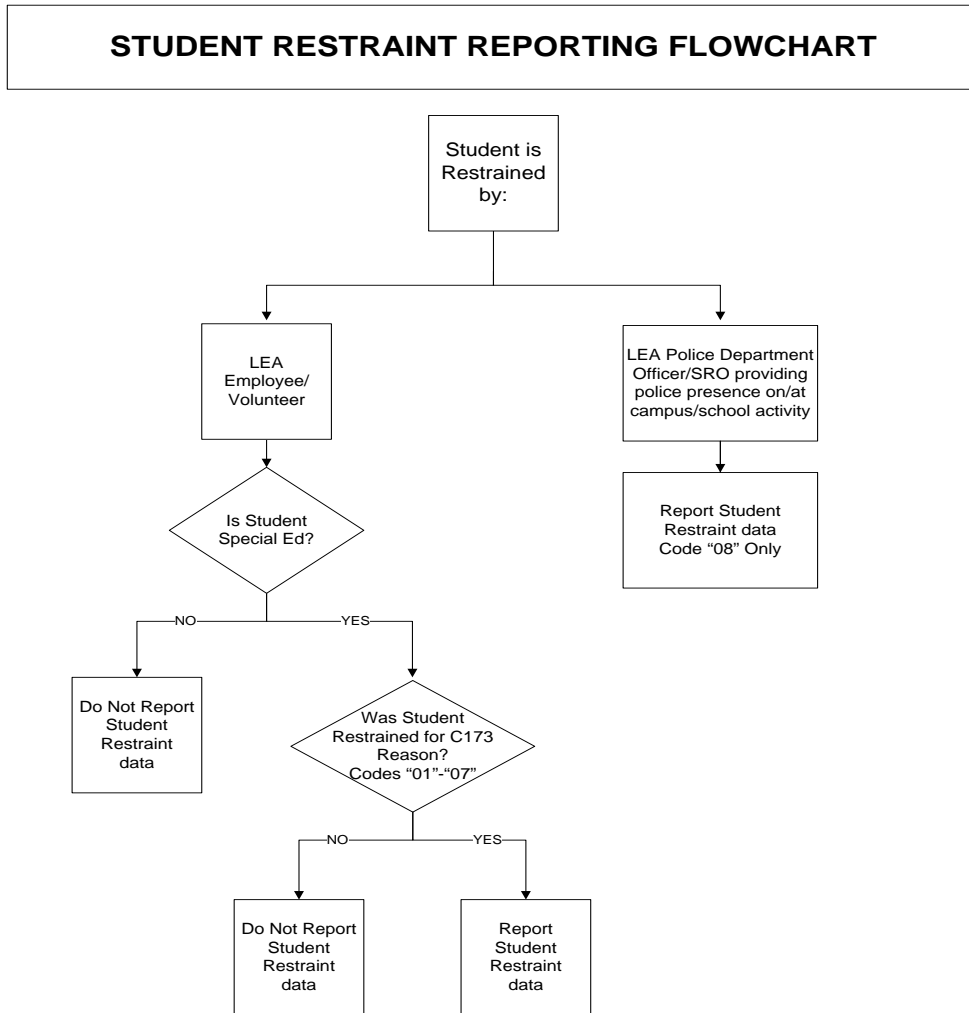 STUDENT RESTRAINT REPORTING FLOWCHART
Student is
Restrained
by:
LEA
Employee/
Volunteer
LEA Police Department
Officer/SRO providing
police presence on/at
campus/school activity
Is Student
Special Ed?
Report Student
Restraint data
Code “08” Only
NO
YES
Do Not Report
Student
Restraint
data
Was Student
Restrained for C173
Reason?
Codes “01”-“07”
NO
YES
Do Not Report
Student
Restraint
data
Report
Student
Restraint
data